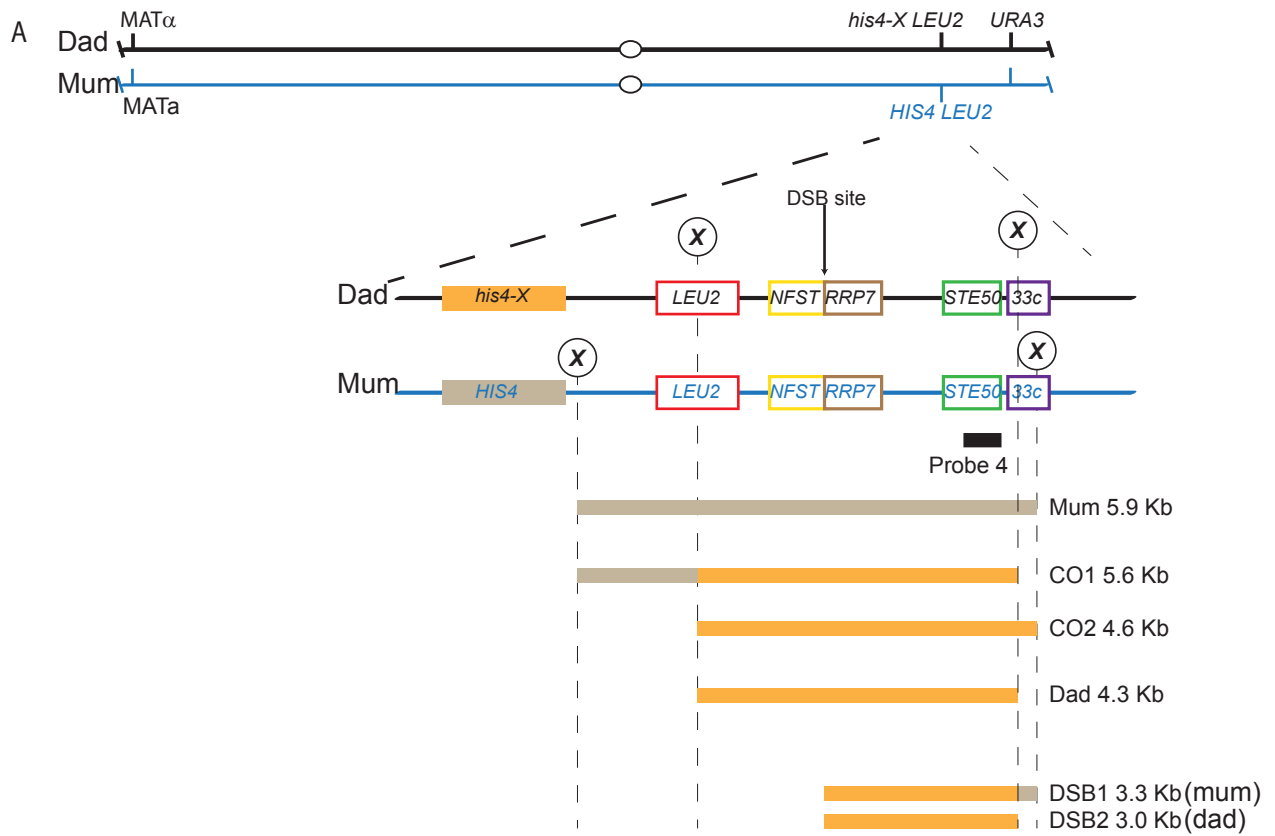 A
MATα
his4-X LEU2
URA3
Dad
Mum
MATa
HIS4 LEU2
DSB site
X
X
Dad
his4-X
LEU2
NFST
RRP7
STE50
33c
X
X
Mum
HIS4
LEU2
NFST
RRP7
STE50
33c
Probe 4
Mum 5.9 Kb
CO1 5.6 Kb
CO2 4.6 Kb
Dad 4.3 Kb
DSB1 3.3 Kb(mum)
DSB2 3.0 Kb(dad)